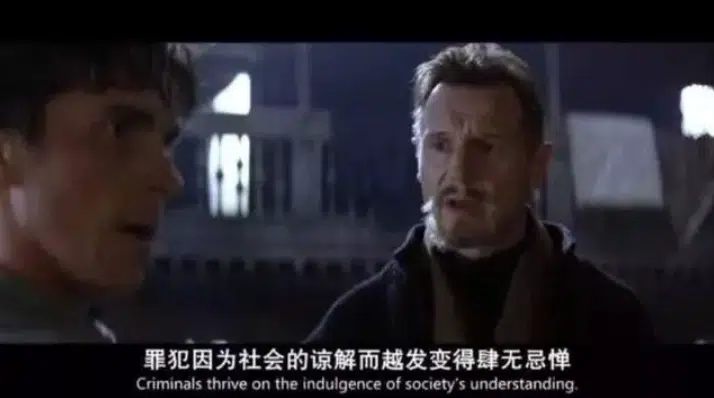 罪犯因为社会的谅解而越发变得肆无忌惮
Criminals thrive on the indulgence of society's understanding.